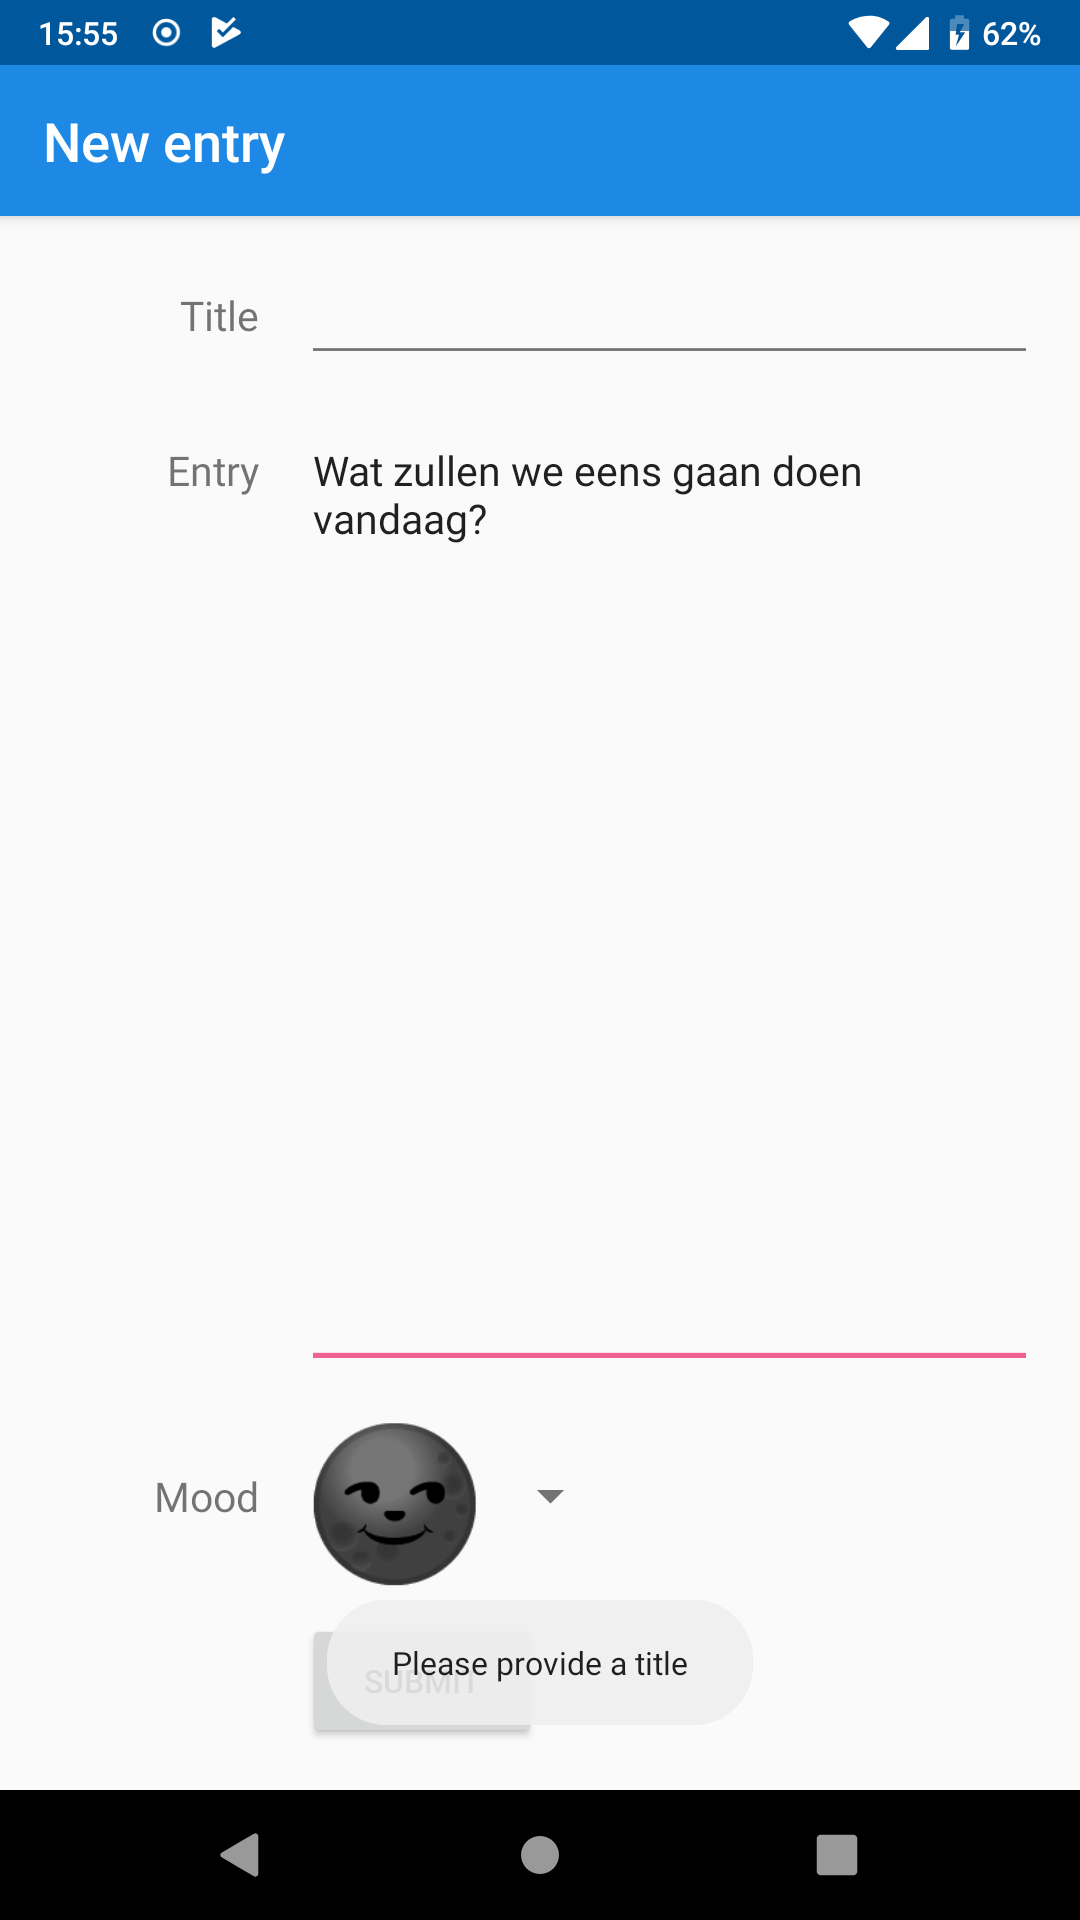 15:55
62%
New entry
Title
Entry
Wat zullen we eens gaan doen
vandaag?
Mood
SUBMIT
Please provide a title